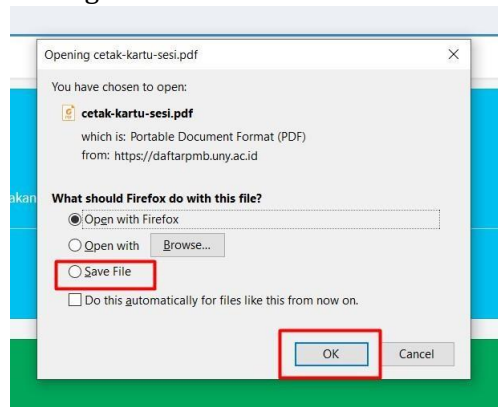 Opening cetak-kartu-sesi.pdf
You have chosen to open:
cetak-kartu-sesi.pdf
which is: Portable Document Format (PDF)
from: https://daftarpmb.uny.ac.id
akan
What should Firefox do with this file?
Open with Firefox
Open with Browse...
Save File
Do this automatically for files like this from now on.
OK Cancel